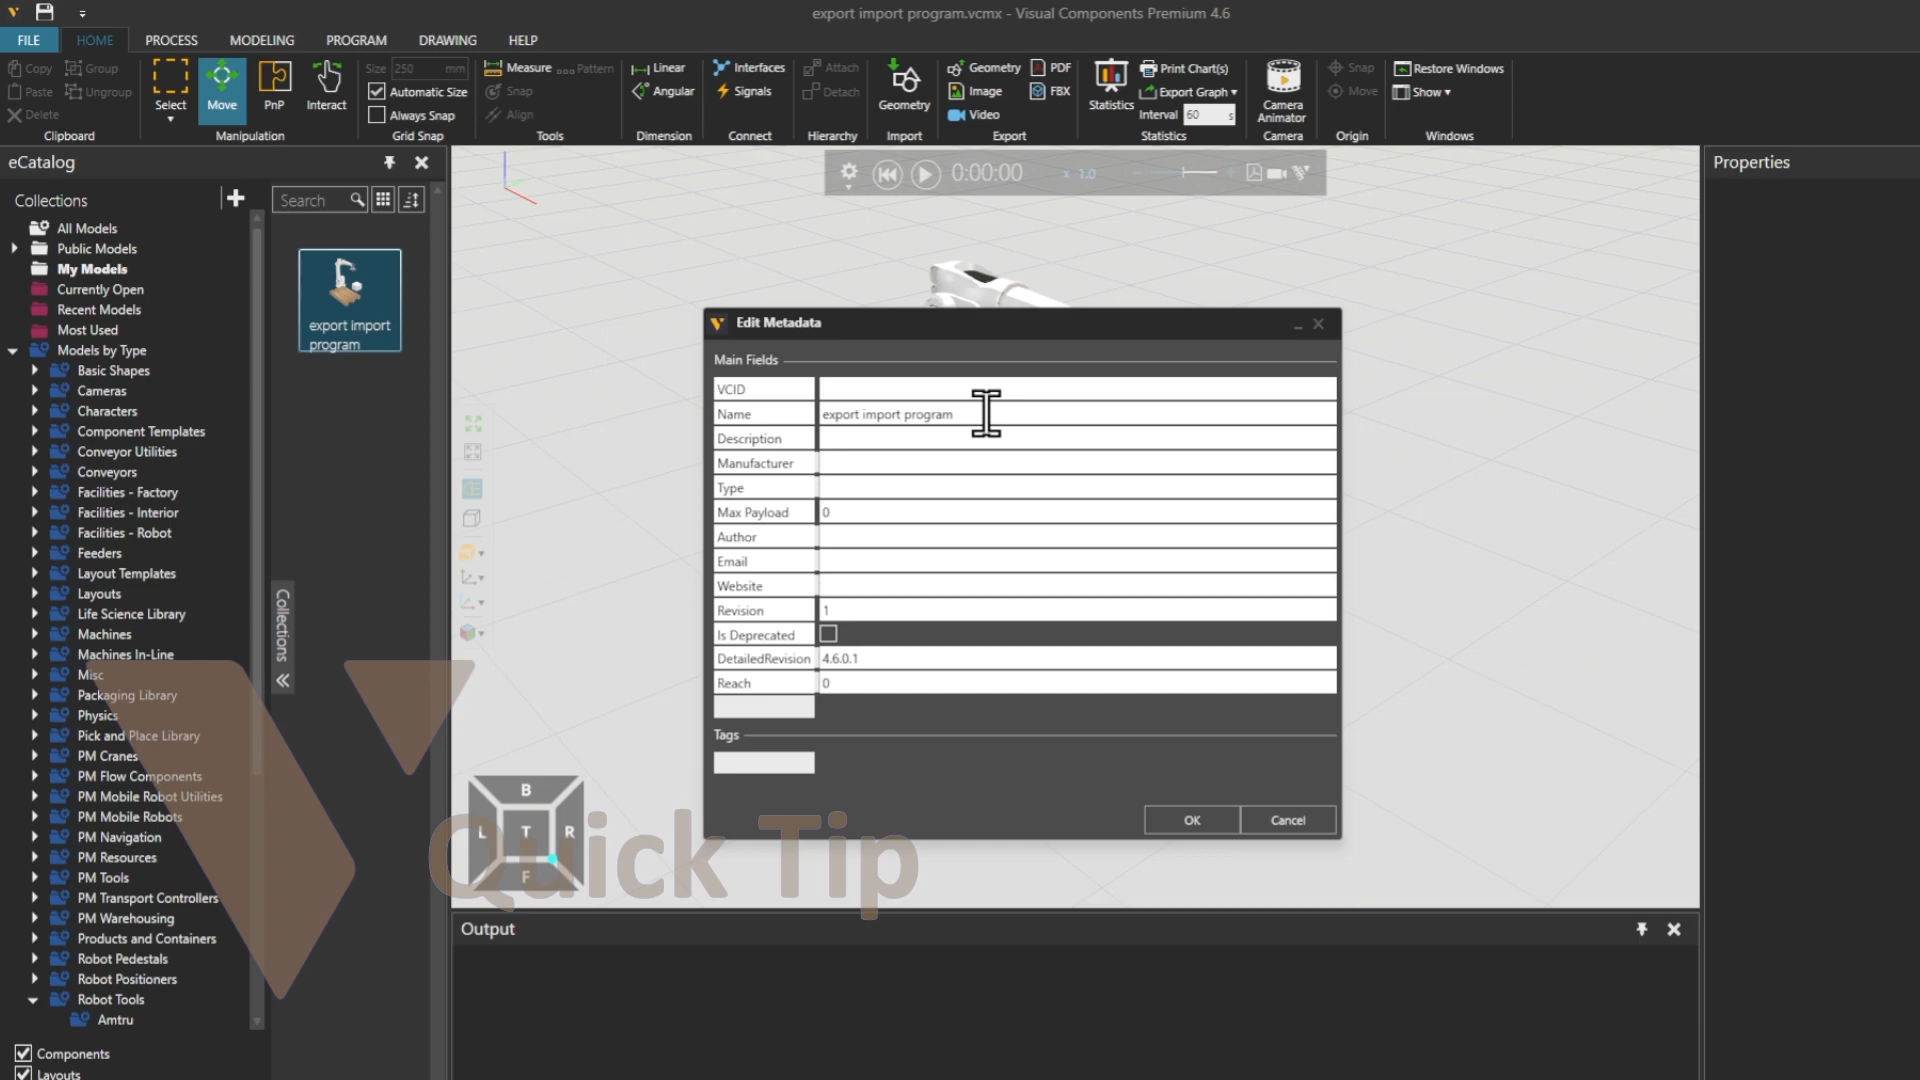 export import program.vcmx - Visual Components Premium 4.6
FILE HOME PROCESS MODELING PROGRAM DRAWING HELP
Copy Group
Paste Ungroup
Delete
Clipboard
Select Move PnP Interact
Manipulation
Size 250 mm
Automatic Size
Always Snap
Grid Snap
Measure Pattern
Snap
Align
Tools
Linear
Angular
Dimension
Interfaces
Signals
Connect
Attach
Detach
Hierarchy
Geometry
Import
Geometry PDF
Image FBX
Video
Export
Statistics
Print Chart(s)
Export Graph
Interval 60 s
Statistics
Camera
Animator
Camera
Snap
Move
Origin
Restore Windows
Show
Windows
eCatalog
Collections
Search
All Models
Public Models
My Models
Currently Open
Recent Models
Most Used
Models by Type
Basic Shapes
Cameras
Characters
Component Templates
Conveyor Utilities
Conveyors
Facilities - Factory
Facilities - Interior
Facilities - Robot
Feeders
Layout Templates
Layouts
Life Science Library
Machines
Machines In-Line
Misc
Packaging Library
Physics
Pick and Place Library
PM Cranes
PM Flow Components
PM Mobile Robot Utilities
PM Mobile Robots
PM Navigation
PM Resources
PM Tools
PM Transport Controllers
PM Warehousing
Products and Containers
Robot Pedestals
Robot Positioners
Robot Tools
Amtru
Components
Layouts
export import
program
Collections
0:00:00 x 1.0
Edit Metadata
Main Fields
VCID
Name export import program
Description
Manufacturer
Type
Max Payload 0
Author
Email
Website
Revision 1
Is Deprecated
DetailedRevision 4.6.0.1
Reach 0
Tags
OK Cancel
B
L T R
F
Quick Tip
Output
Properties